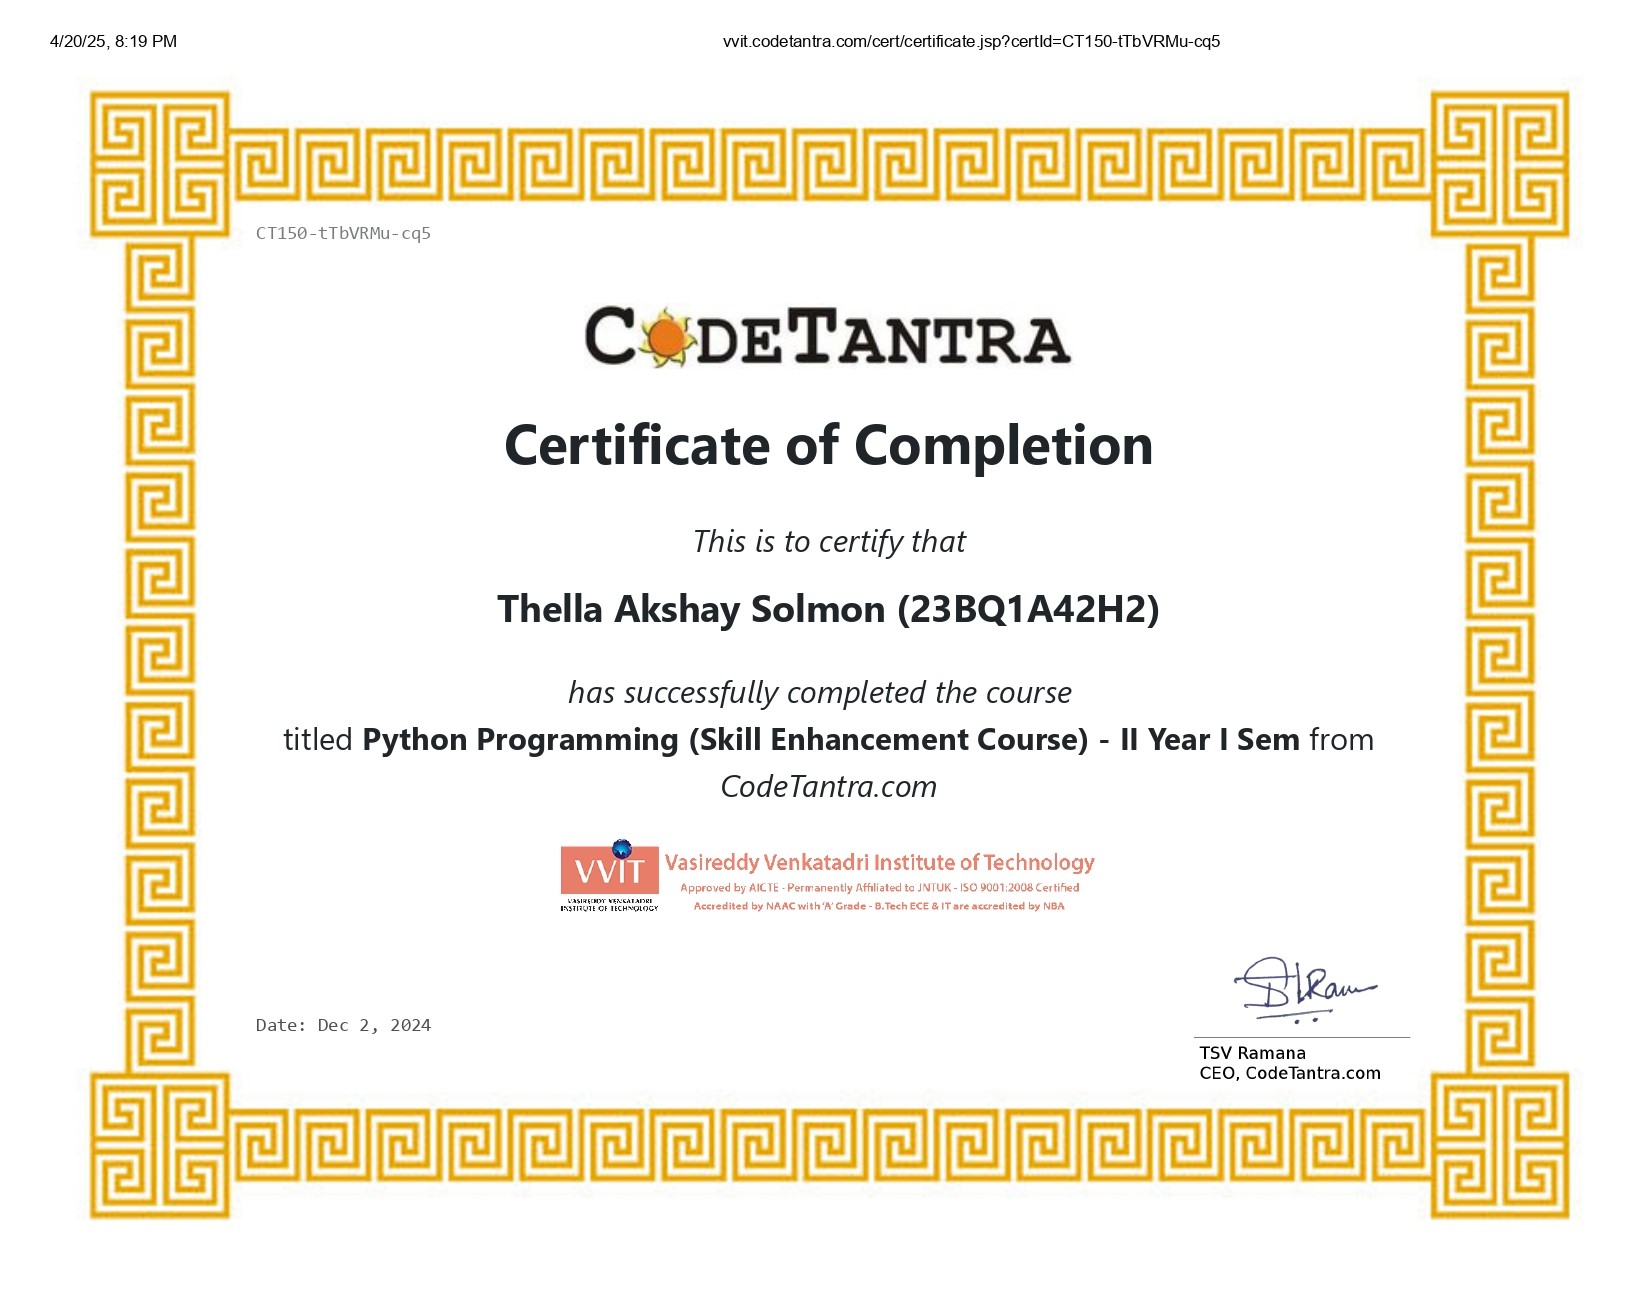 4/20/25, 8:19 PM
vvit.codetantra.com/cert/certificate.jsp?certId=CT150-tTbVRMu-cq5
CT150-tTbVRMu-cq5
CODETANTRA
Certificate of Completion
This is to certify that
Thella Akshay Solmon (23BQ1A42H2)
has successfully completed the course
titled Python Programming (Skill Enhancement Course) - II Year I Sem from
CodeTantra.com
VVIT
VASIREDDY VENKATADRI
INSTITUTE OF TECHNOLOGY
Vasireddy Venkatadri Institute of Technology
Approved by AICTE - Permanently Affiliated to JNTUK - ISO 9001:2008 Certified
Accredited by NAAC with 'A' Grade - B.Tech ECE & IT are accredited by NBA
Date: Dec 2, 2024
TSV Ramana
CEO, CodeTantra.com